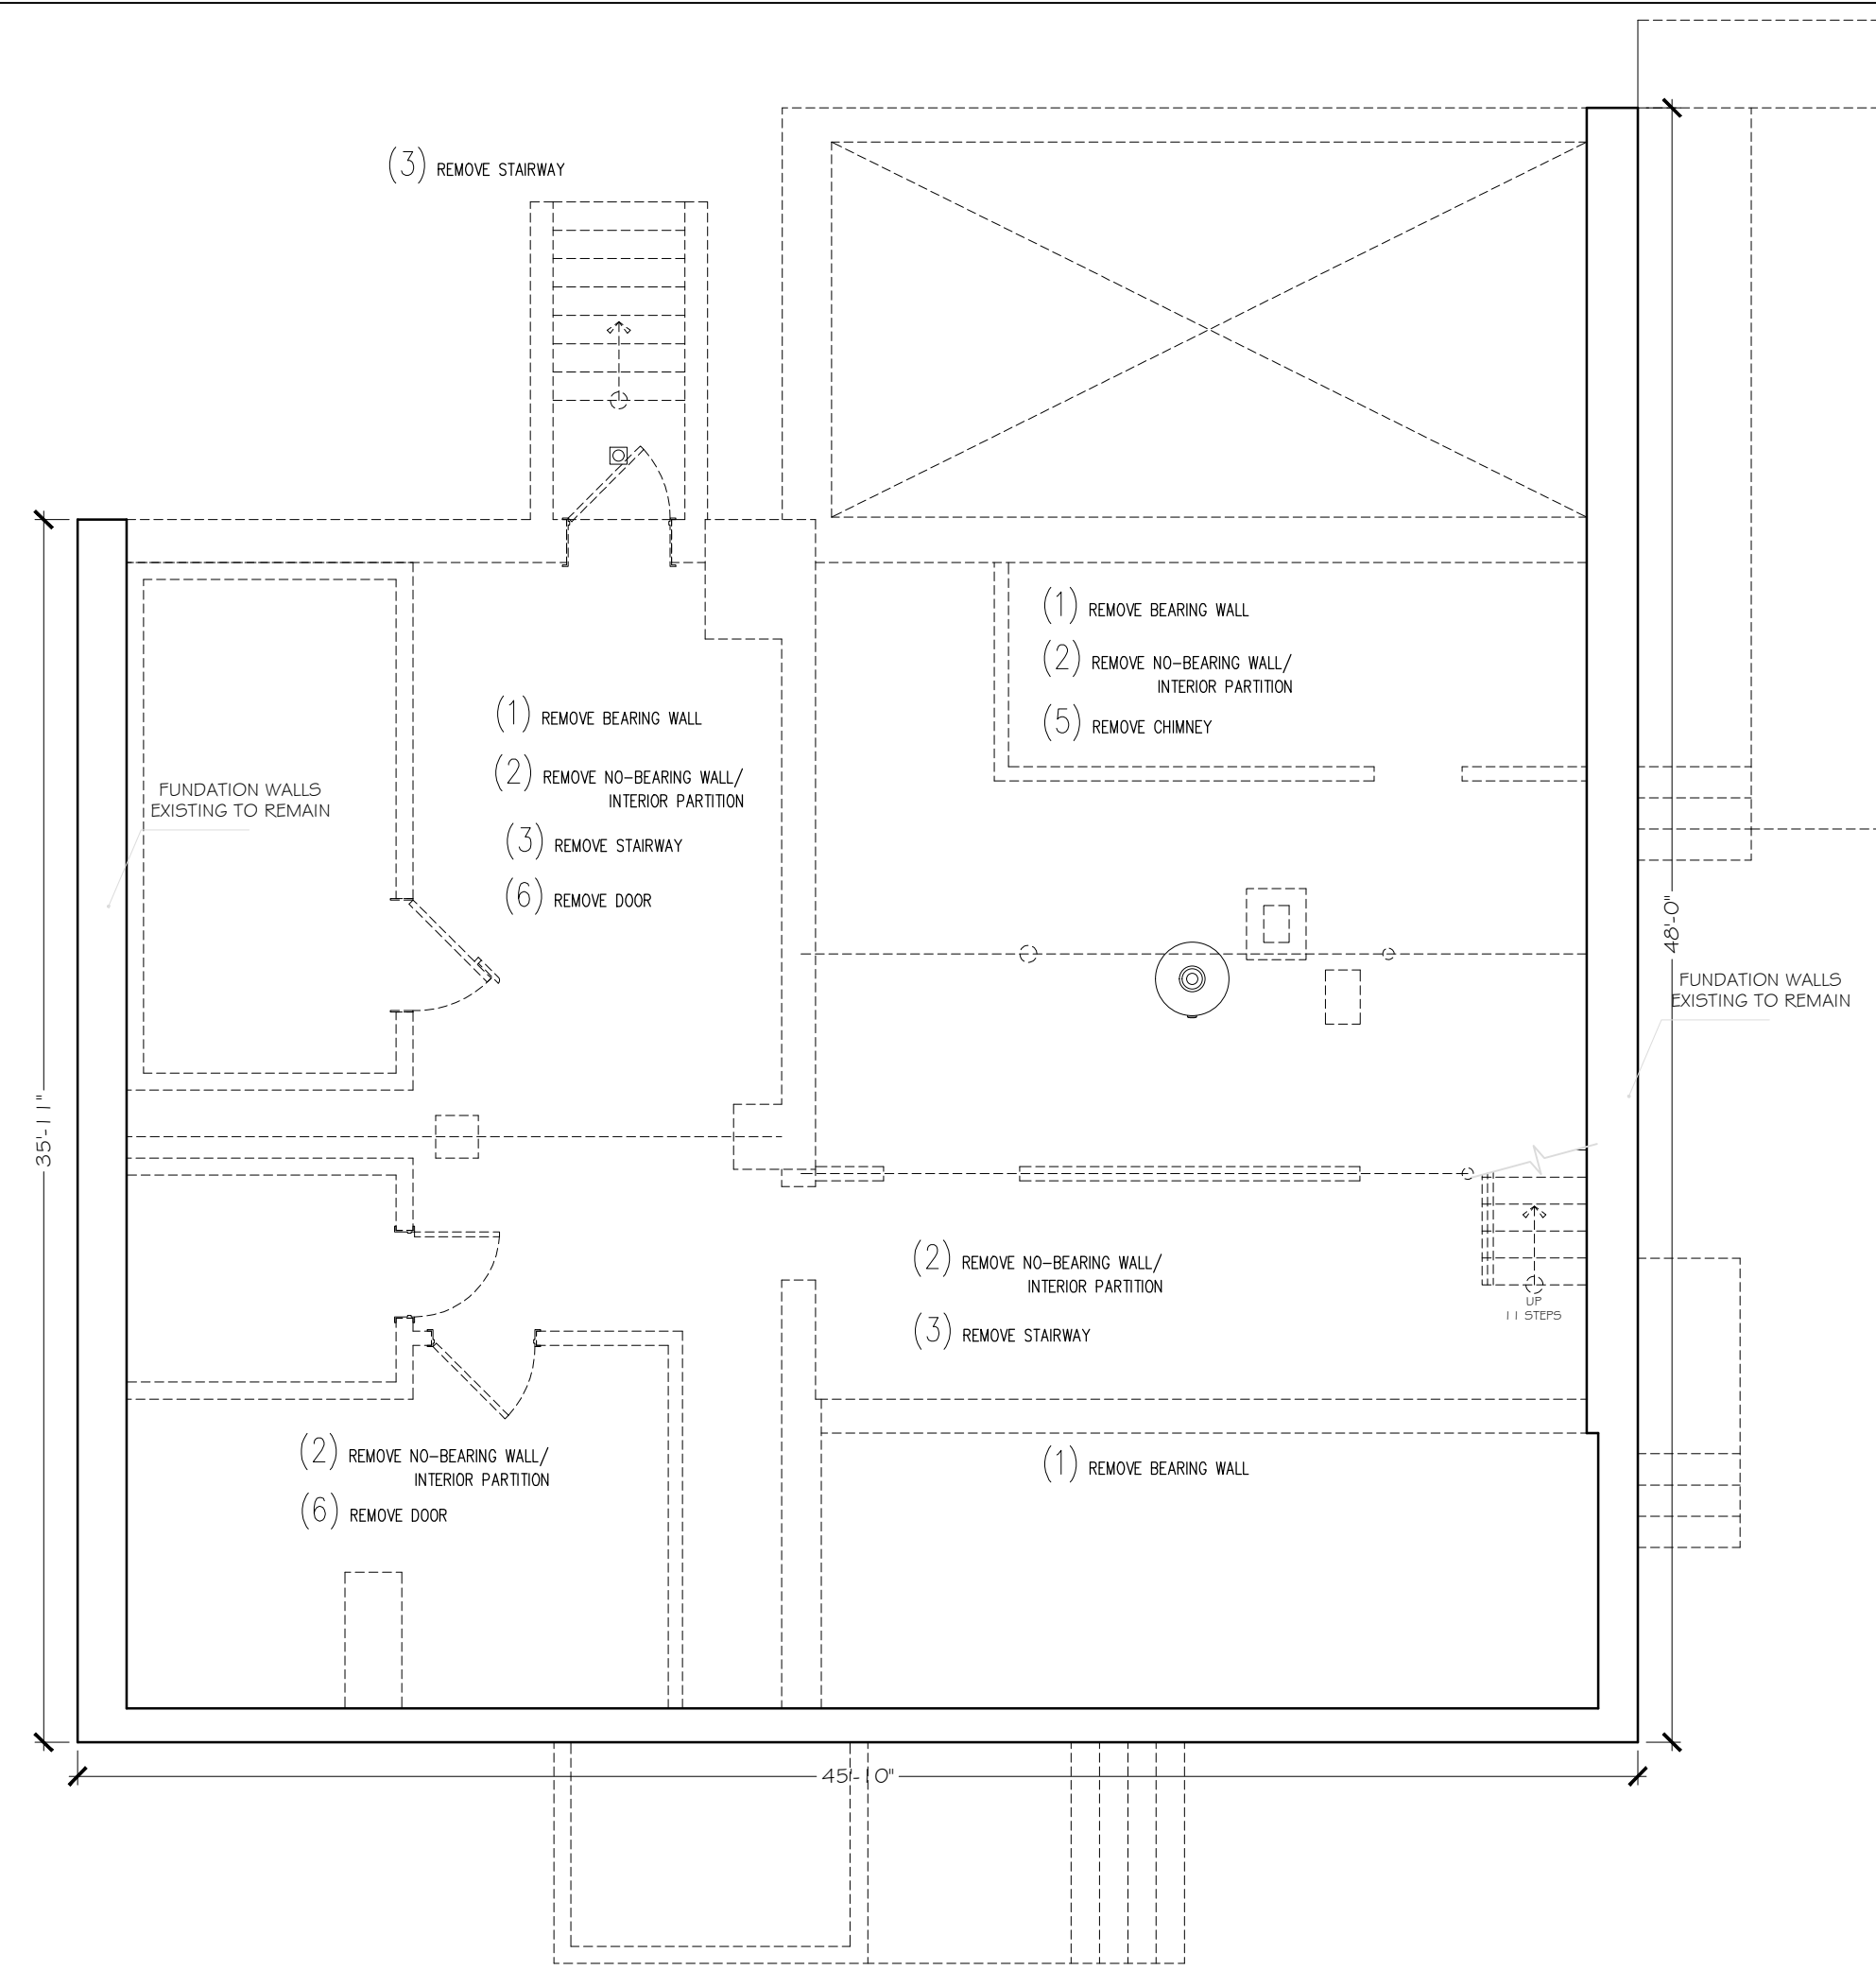 (3) REMOVE STAIRWAY
(1) REMOVE BEARING WALL
(2) REMOVE NO-BEARING WALL/
INTERIOR PARTITION
(5) REMOVE CHIMNEY
(1) REMOVE BEARING WALL
(2) REMOVE NO-BEARING WALL/
INTERIOR PARTITION
(3) REMOVE STAIRWAY
(6) REMOVE DOOR
FUNDATION WALLS
EXISTING TO REMAIN
48'-0"
FUNDATION WALLS
EXISTING TO REMAIN
35'-11"
(2) REMOVE NO-BEARING WALL/
INTERIOR PARTITION
(3) REMOVE STAIRWAY
UP
11 STEPS
(2) REMOVE NO-BEARING WALL/
INTERIOR PARTITION
(6) REMOVE DOOR
(1) REMOVE BEARING WALL
45'-10"